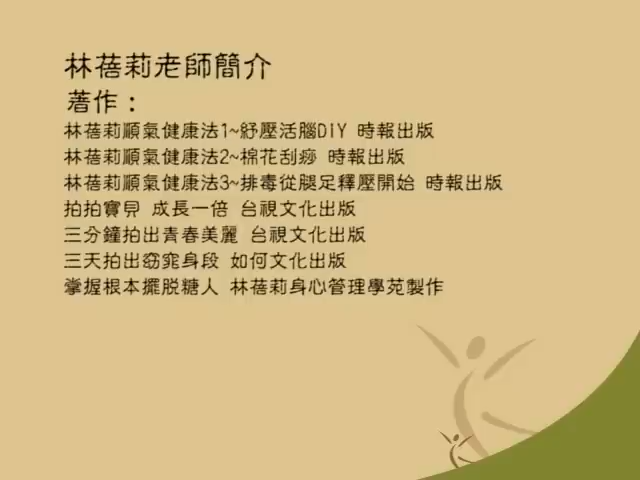 林蓓莉老師簡介
著作：
林蓓莉順氣健康法1~紓壓活腦DIY 時報出版
林蓓莉順氣健康法2~棉花刮痧 時報出版
林蓓莉順氣健康法3~排毒從腿足釋壓開始 時報出版
拍拍寶貝 成長一倍 台視文化出版
三分鐘拍出青春美麗 台視文化出版
三天拍出窈窕身段 如何文化出版
掌握根本擺脫糖人 林蓓莉身心管理學苑製作